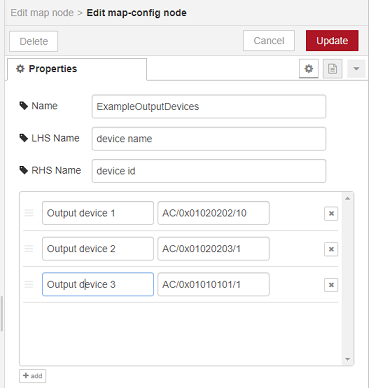 Edit map node > Edit map-config node
Delete
Cancel
Update
Properties
Name
ExampleOutputDevices
LHS Name
device name
RHS Name
device id
Output device 1
AC/0x01020202/10
Output device 2
AC/0x01020203/1
Output device 3
AC/0x01010101/1
+ add